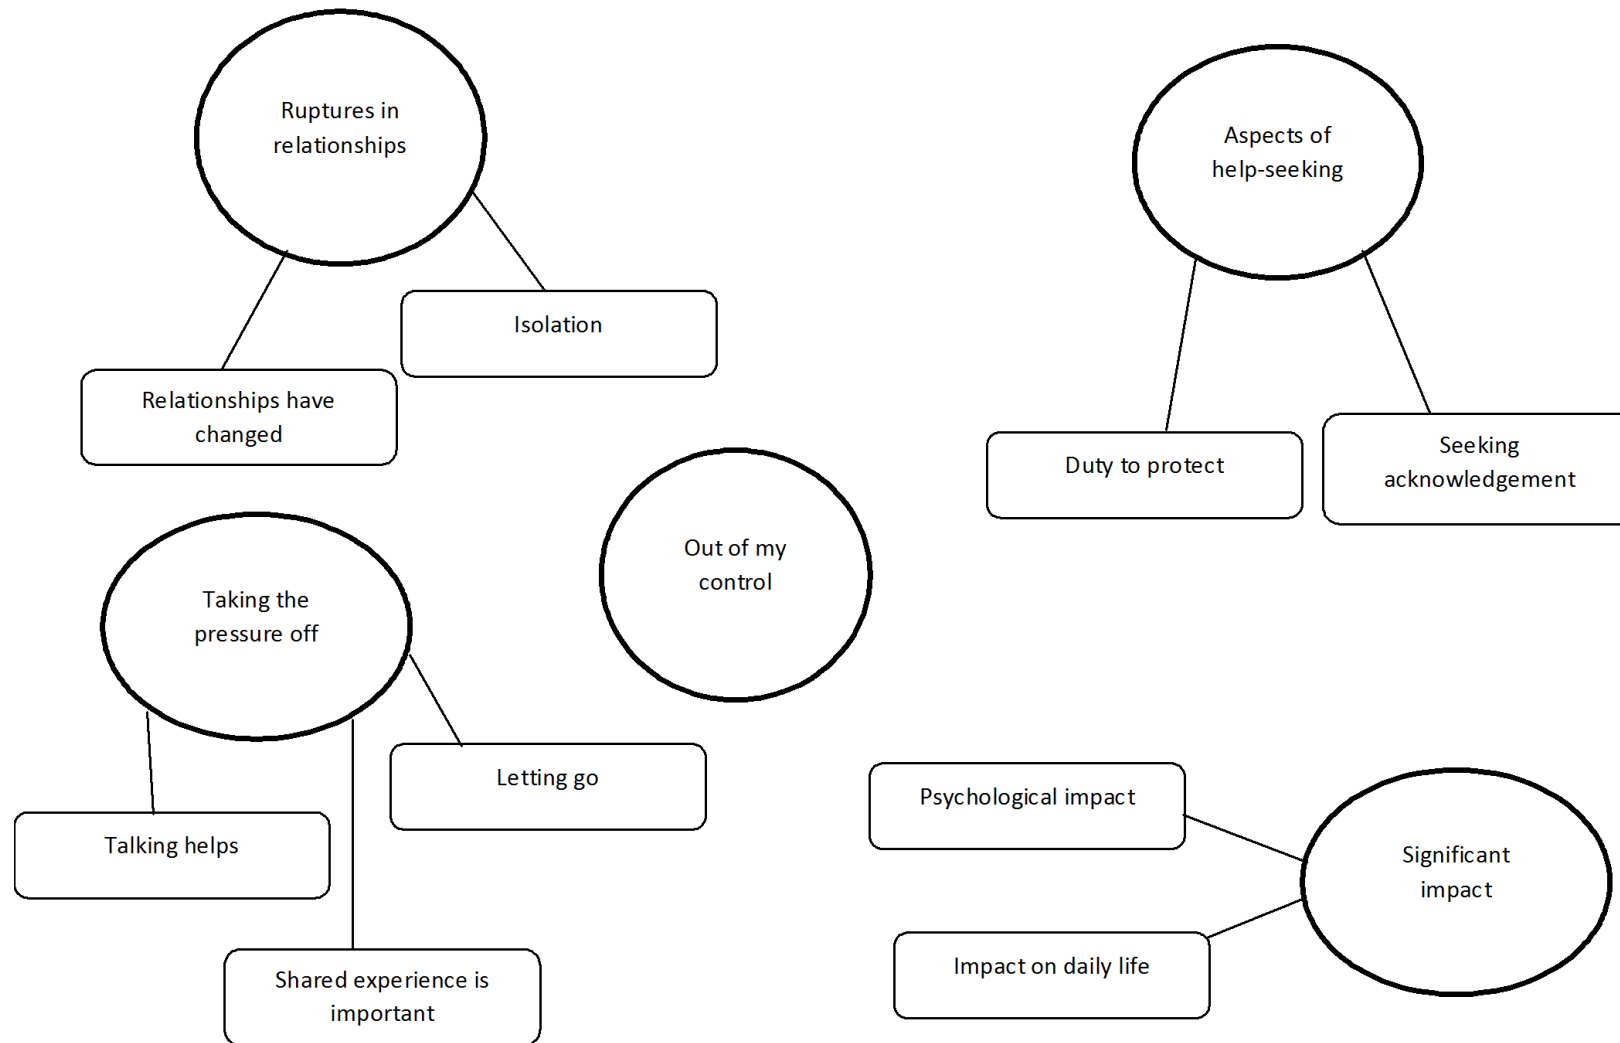 Ruptures in
relationships
Isolation
Relationships have
changed
Aspects of
help-seeking
Duty to protect
Seeking
acknowledgement
Out of my
control
Taking the
pressure off
Letting go
Talking helps
Shared experience is
important
Psychological impact
Impact on daily life
Significant
impact